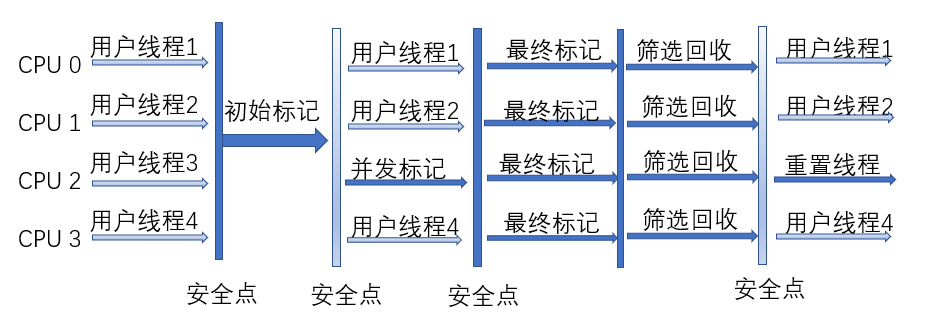 CPU 0 用户线程1 用户线程1 最终标记 筛选回收 用户线程1
CPU 1 用户线程2 初始标记 用户线程2 最终标记 筛选回收 用户线程2
CPU 2 用户线程3 并发标记 最终标记 筛选回收 重置线程
CPU 3 用户线程4 用户线程4 最终标记 筛选回收 用户线程4
安全点 安全点 安全点 安全点